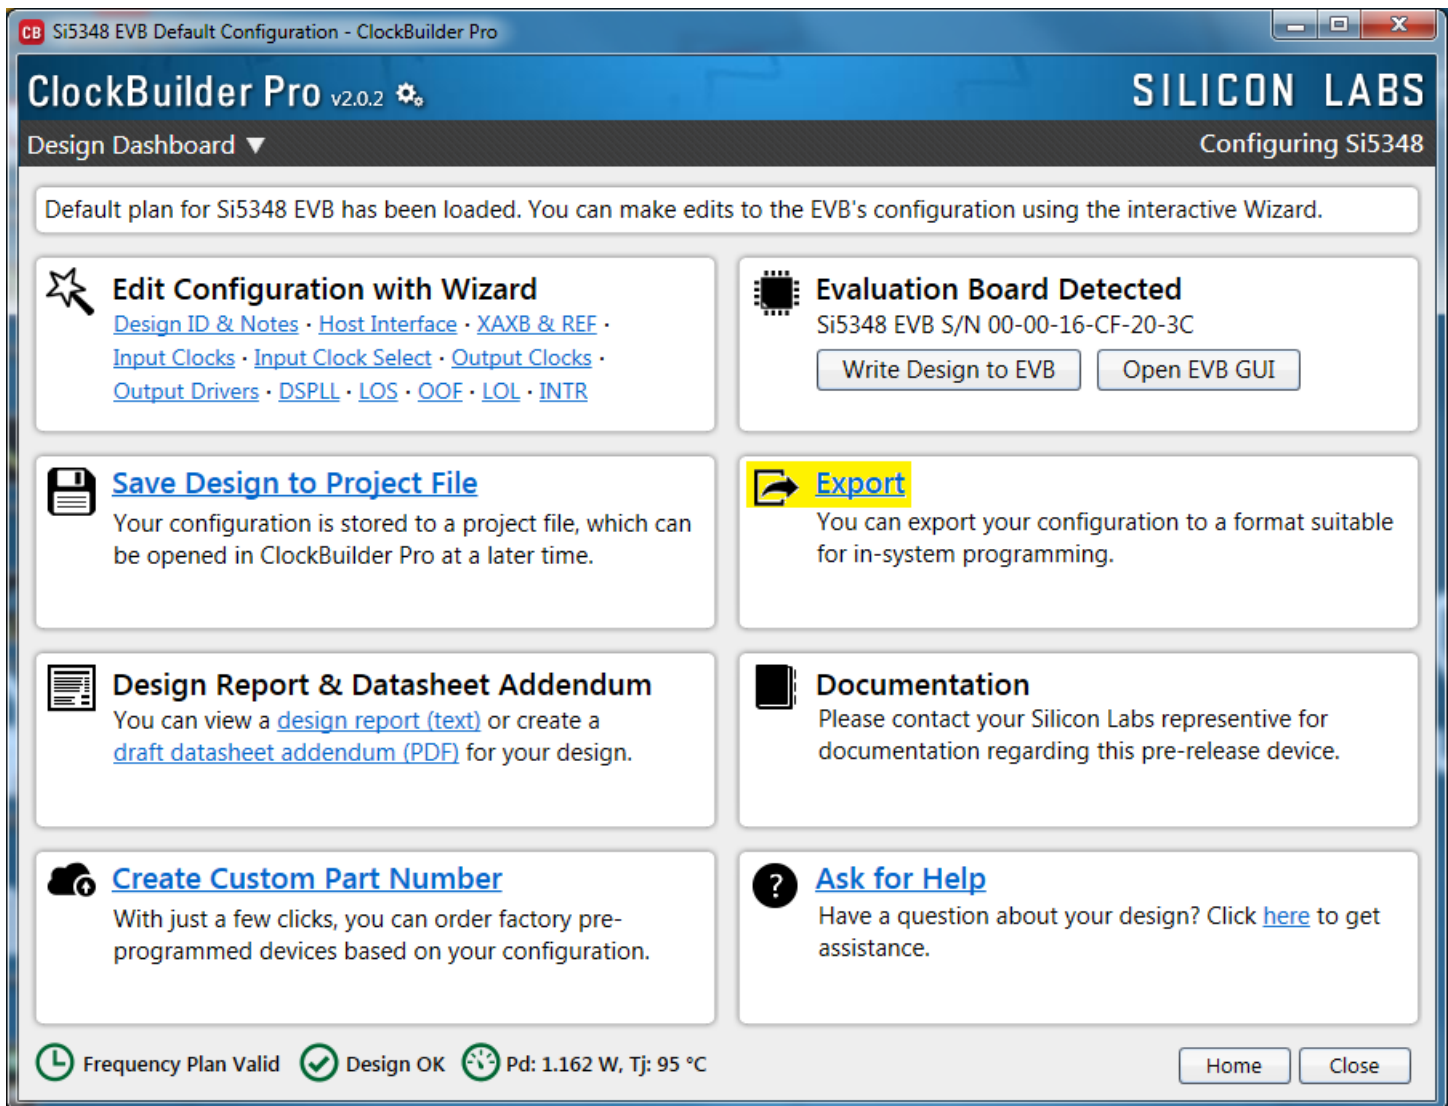 CB Si5348 EVB Default Configuration - ClockBuilder Pro
ClockBuilder Pro v2.0.2
SILICON LABS
Design Dashboard ▼
Configuring Si5348
Default plan for Si5348 EVB has been loaded. You can make edits to the EVB's configuration using the interactive Wizard.
Edit Configuration with Wizard
Design ID & Notes · Host Interface · XAXB & REF ·
Input Clocks · Input Clock Select · Output Clocks ·
Output Drivers · DSPLL · LOS · OOF · LOL · INTR
Evaluation Board Detected
Si5348 EVB S/N 00-00-16-CF-20-3C
Write Design to EVB
Open EVB GUI
Save Design to Project File
Your configuration is stored to a project file, which can
be opened in ClockBuilder Pro at a later time.
Export
You can export your configuration to a format suitable
for in-system programming.
Design Report & Datasheet Addendum
You can view a design report (text) or create a
draft datasheet addendum (PDF) for your design.
Documentation
Please contact your Silicon Labs representive for
documentation regarding this pre-release device.
Create Custom Part Number
With just a few clicks, you can order factory pre-
programmed devices based on your configuration.
? Ask for Help
Have a question about your design? Click here to get
assistance.
Frequency Plan Valid
Design OK
Pd: 1.162 W, Tj: 95 °C
Home
Close